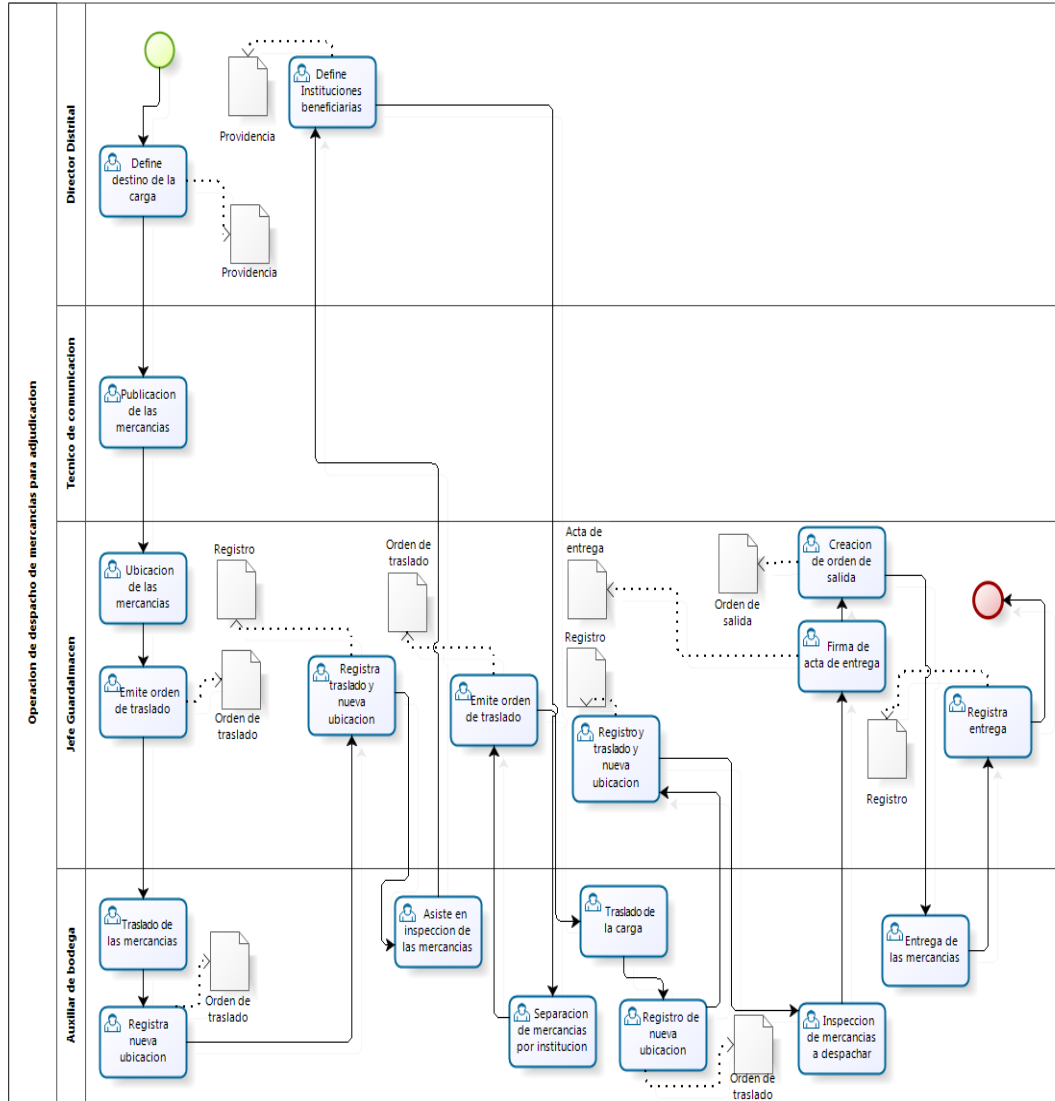 Operacion de despacho de mercancias para adjudicacion
Director Distrital
Define
Instituciones
beneficiarias
Providencia
Define
destino de la
carga
Providencia
Tecnico de comunicacion
Publicacion
de las
mercancias
Jefe Guardalmacen
Ubicacion
de las
mercancias
Emite orden
de traslado
Orden de
traslado
Registro
Registra
traslado y
nueva
ubicacion
Orden de
traslado
Emite orden
de traslado
Acta de
entrega
Registro
Registro y
traslado y
nueva
ubicacion
Orden de
salida
Creacion
de orden de
salida
Firma de
acta de entrega
Registra
entrega
Registro
Auxiliar de bodega
Traslado de
las mercancias
Registra
nueva
ubicacion
Orden de
traslado
Asiste en
inspeccion de
las mercancias
Separacion
de mercancias
por institucion
Traslado de
la carga
Registro de
nueva
ubicacion
Orden de
traslado
Inspeccion
de mercancias
a despachar
Entrega de
las mercancias